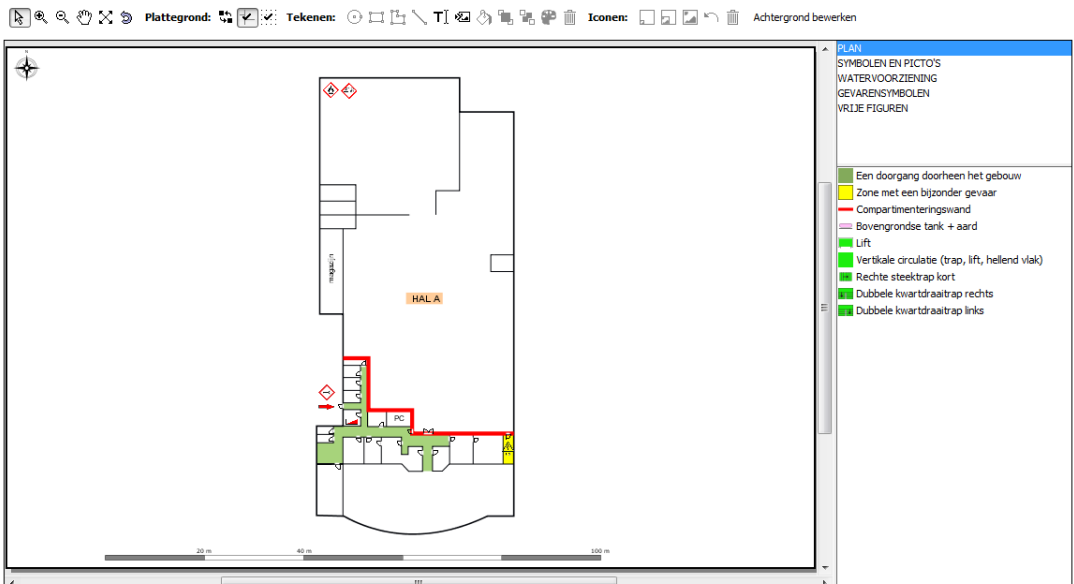 Plattegrond: Tekenen: T Iconen: Achtergrond bewerken
PLAN
SYMBOLEN EN PICTO'S
WATERVOORZIENING
GEVARENSYMBOLEN
VRIJE FIGUREN
Een doorgang doorheen het gebouw
Zone met een bijzonder gevaar
Compartimenteringswand
Bovengrondse tank + aard
Lift
Vertikale circulatie (trap, lift, hellend vlak)
Rechte steektrap kort
Dubbele kwartdraaitrap rechts
Dubbele kwartdraaitrap links
N
magazijn
HAL A
PC
20 m 40 m 100 m